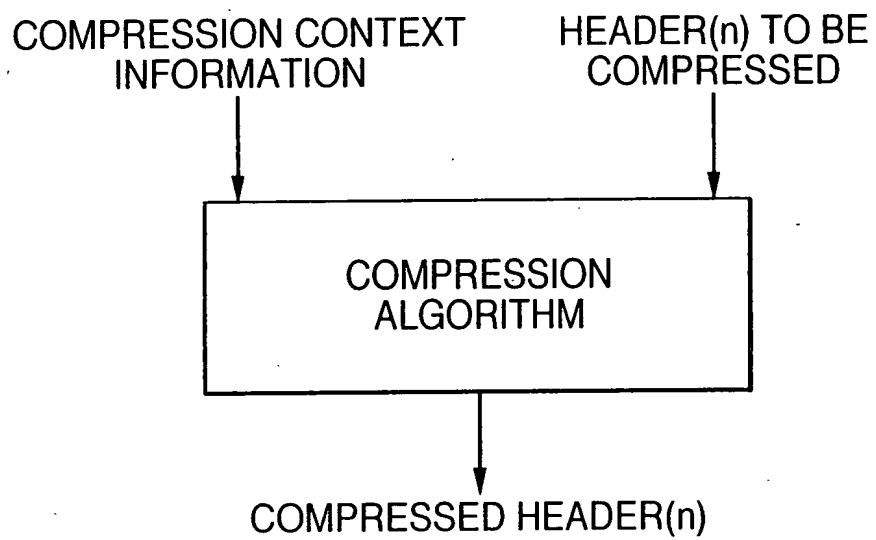 COMPRESSION CONTEXT
INFORMATION
HEADER(n) TO BE
COMPRESSED
COMPRESSION
ALGORITHM
COMPRESSED HEADER(n)